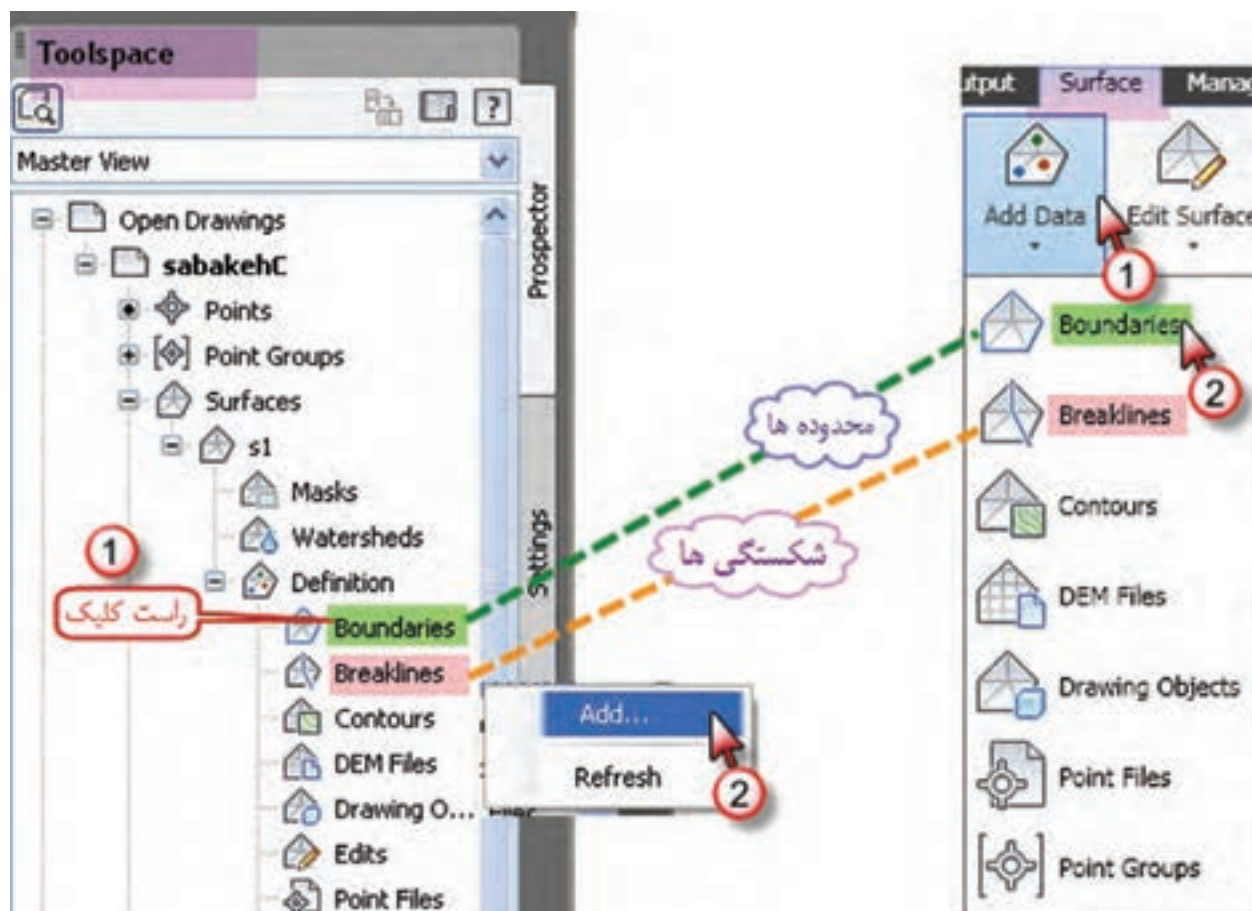 Toolspace
Master View
Open Drawings
sabakehC
Points
Point Groups
Surfaces
s1
Masks
Watersheds
Definition
Boundaries
Breaklines
Contours
DEM Files
Drawing O...
Edits
Point Files
Prospector
Settings
1
راست کلیک
Add...
Refresh
2
محدوده ها
شکستگی ها
utput Surface Manag
Add Data Edit Surface
1
Boundaries
2
Breaklines
Contours
DEM Files
Drawing Objects
Point Files
Point Groups